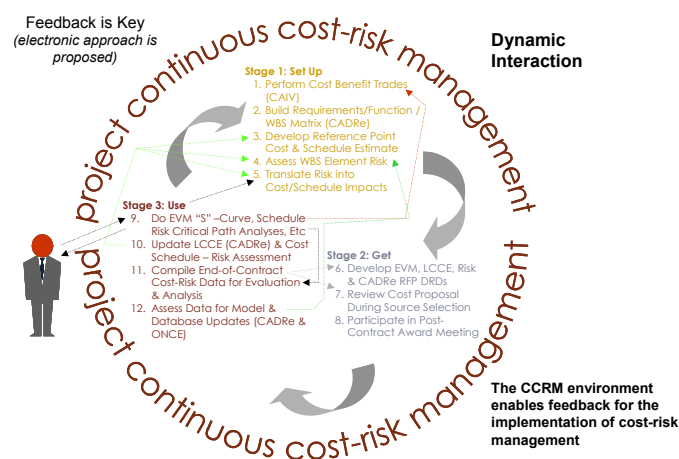 Feedback is Key
(electronic approach is
proposed)
project continuous cost-risk management
Dynamic
Interaction
Stage 1: Set Up
1. Perform Cost Benefit Trades
(CAIV)
2. Build Requirements/Function /
WBS Matrix (CADRe)
3. Develop Reference Point
Cost & Schedule Estimate
4. Assess WBS Element Risk
5. Translate Risk into
Cost/Schedule Impacts
Stage 3: Use
9. Do EVM “S” –Curve, Schedule
Risk Critical Path Analyses, Etc
10. Update LCCE (CADRe) & Cost
Schedule – Risk Assessment
11. Compile End-of-Contract
Cost-Risk Data for Evaluation
& Analysis
12. Assess Data for Model &
Database Updates (CADRe &
ONCE)
Stage 2: Get
6. Develop EVM, LCCE, Risk
& CADRe RFP DRDs
7. Review Cost Proposal
During Source Selection
8. Participate in Post-
Contract Award Meeting
project continuous cost-risk management
The CCRM environment
enables feedback for the
implementation of cost-risk
management